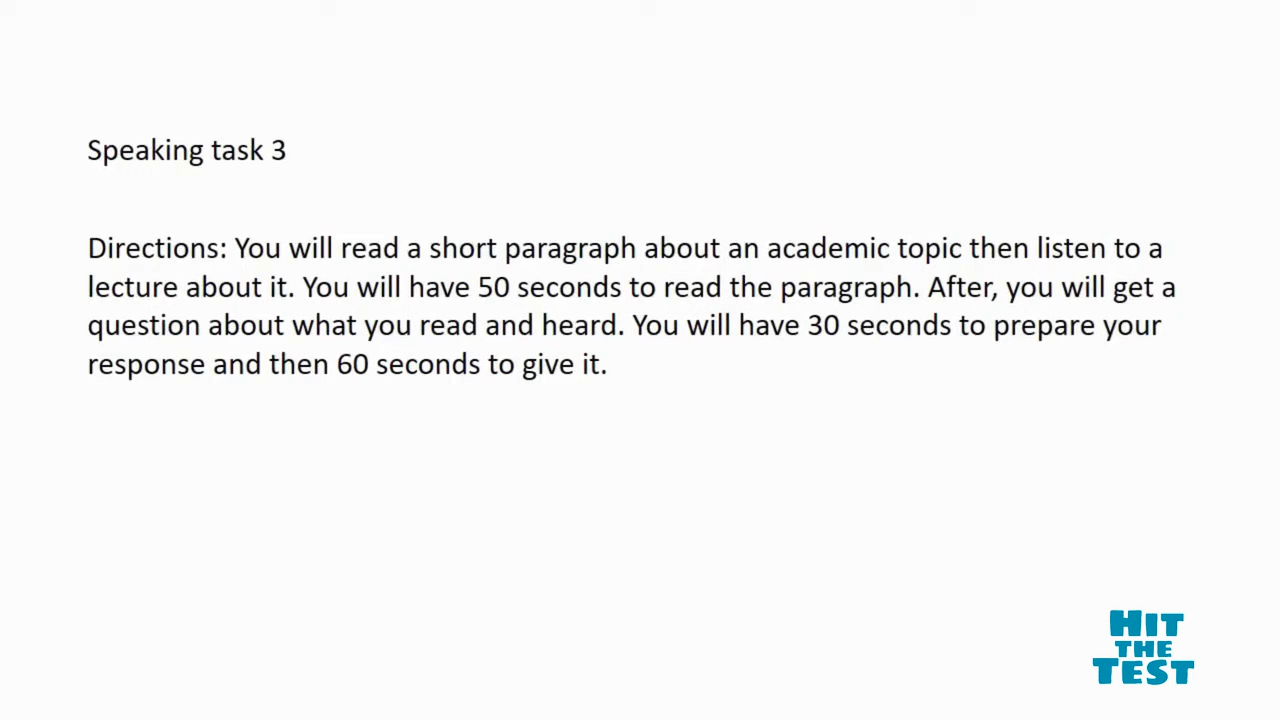 Speaking task 3
Directions: You will read a short paragraph about an academic topic then listen to a
lecture about it. You will have 50 seconds to read the paragraph. After, you will get a
question about what you read and heard. You will have 30 seconds to prepare your
response and then 60 seconds to give it.
HIT
THE
TEST